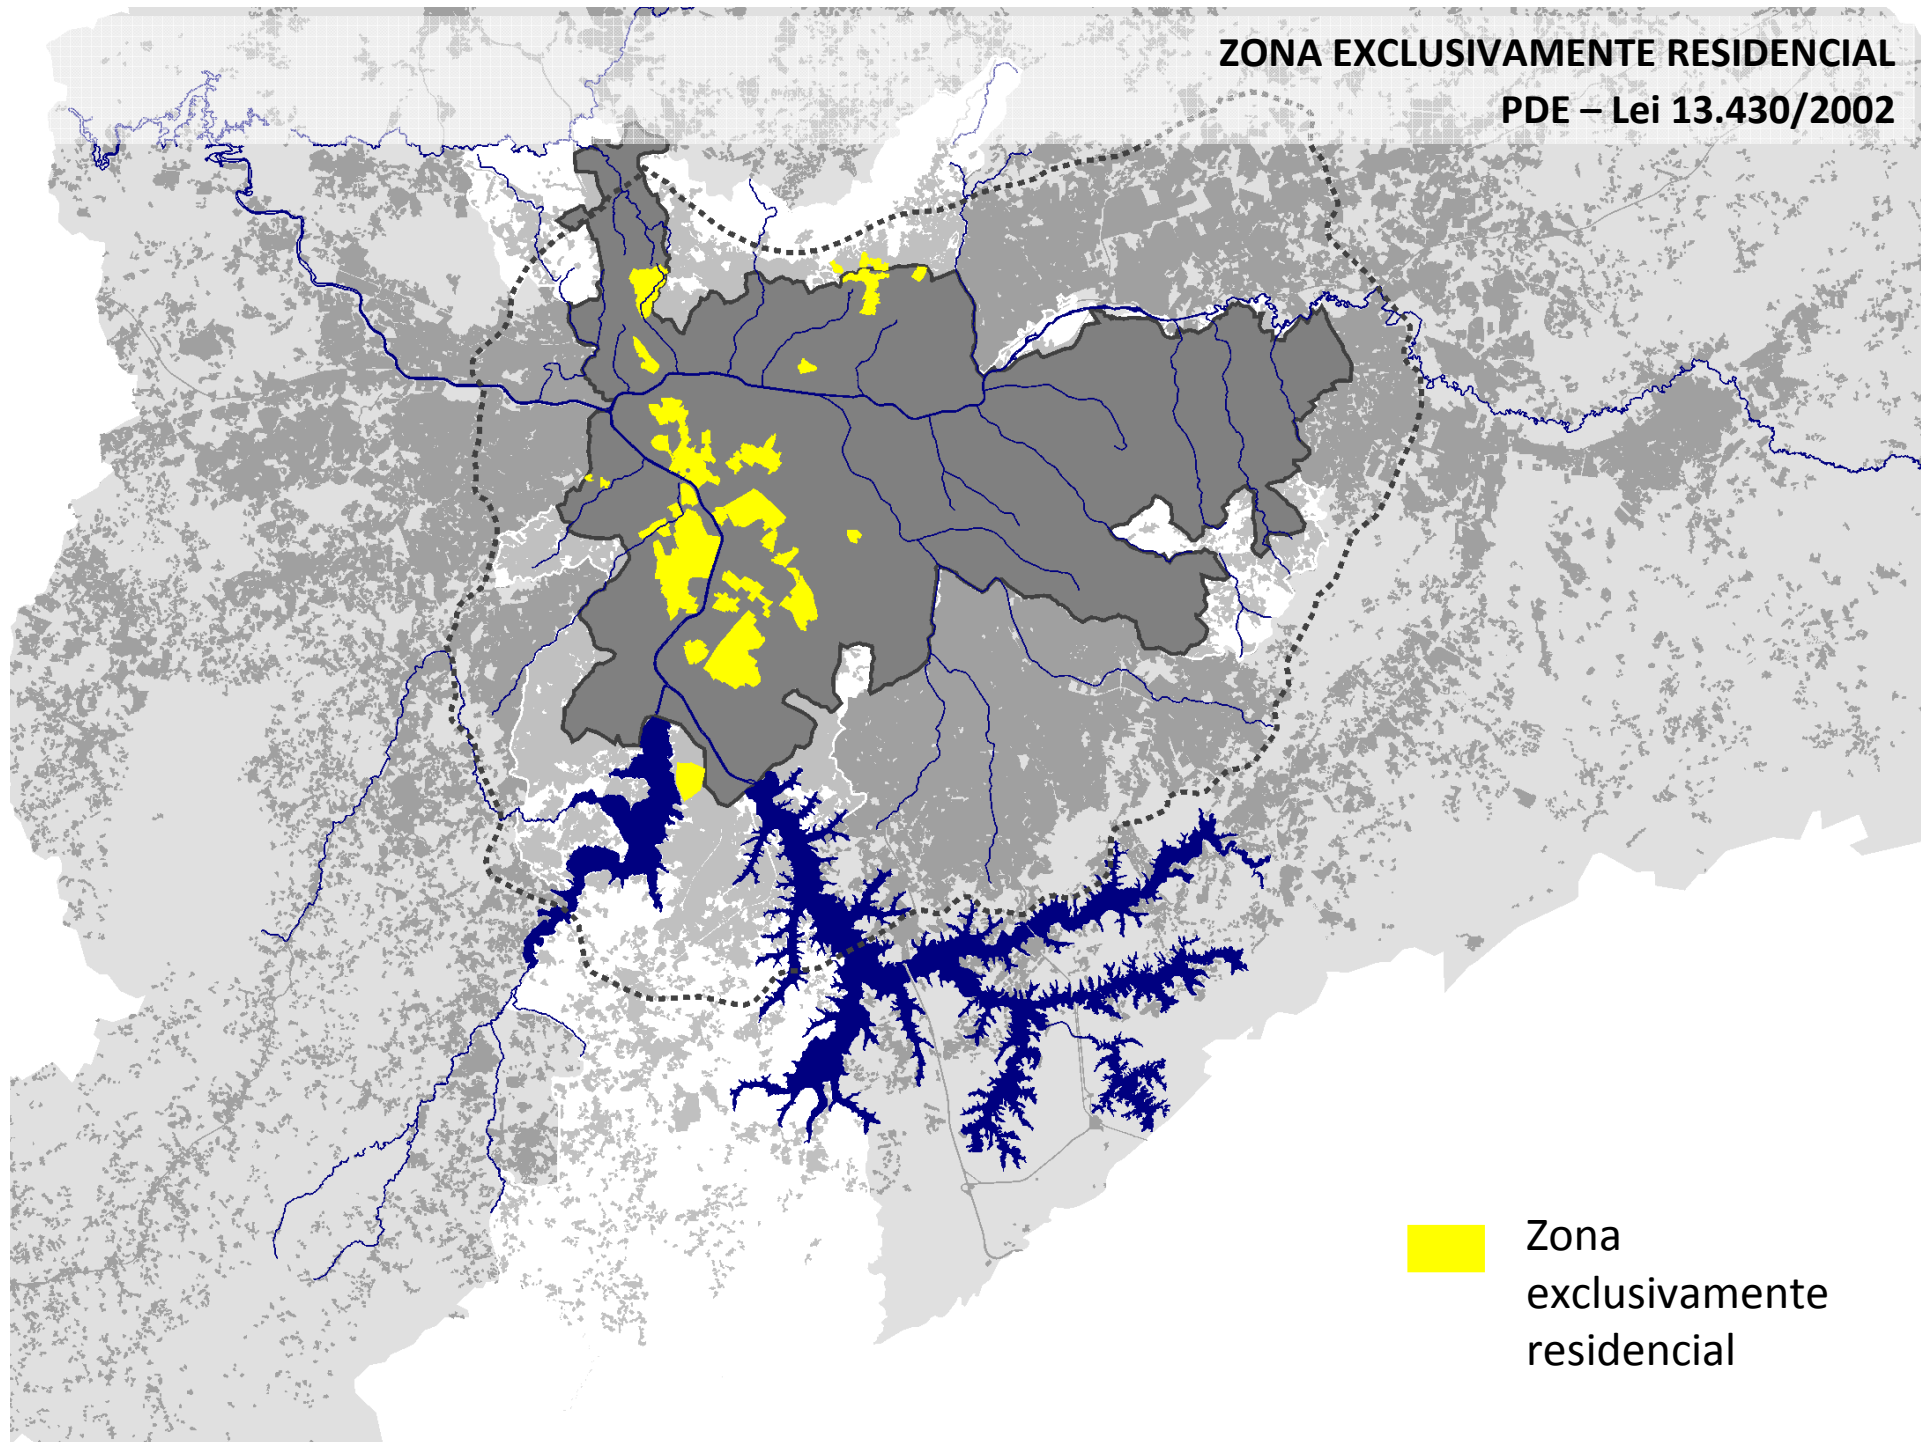 ZONA EXCLUSIVAMENTE RESIDENCIAL
PDE – Lei 13.430/2002
Zona
exclusivamente
residencial